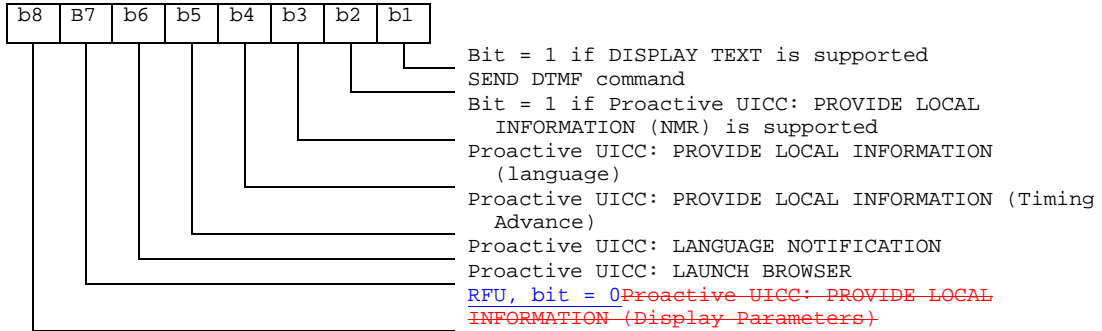 b8 B7 b6 b5 b4 b3 b2 b1
Bit = 1 if DISPLAY TEXT is supported
SEND DTMF command
Bit = 1 if Proactive UICC: PROVIDE LOCAL
INFORMATION (NMR) is supported
Proactive UICC: PROVIDE LOCAL INFORMATION
(language)
Proactive UICC: PROVIDE LOCAL INFORMATION (Timing
Advance)
Proactive UICC: LANGUAGE NOTIFICATION
Proactive UICC: LAUNCH BROWSER
RFU, bit = 0Proactive UICC: PROVIDE LOCAL
INFORMATION (Display Parameters)